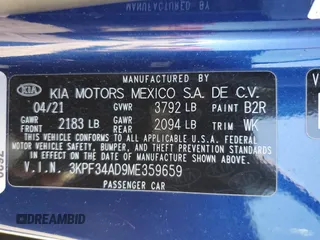 MANUFACTURED BY
KIA
KIA MOTORS MEXICO S.A. DE C.V.
04/21 GVWR 3792 LB PAINT B2R
GAWR FRONT 2183 LB GAWR REAR 2094 LB TRIM WK
THIS VEHICLE CONFORMS TO ALL APPLICABLE U.S.A. FEDERAL
MOTOR VEHICLE SAFETY, BUMPER, AND THEFT PREVENTION
STANDARDS IN EFFECT ON THE DATE OF MANUFACTURE SHOWN ABOVE.
V.I.N. 3KPF34AD9ME359659
PASSENGER CAR
DREAMBID